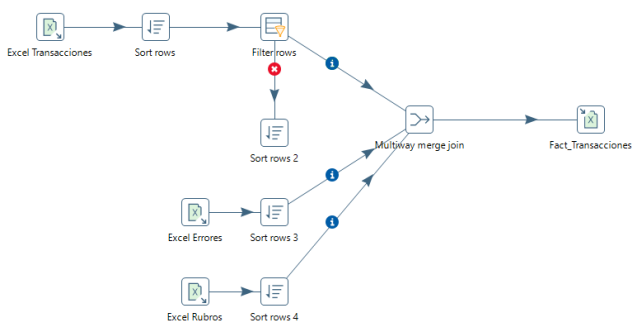 Excel Transacciones
Sort rows
Filter rows
Sort rows 2
Multiway merge join
Fact_Transacciones
Excel Errores
Sort rows 3
Excel Rubros
Sort rows 4